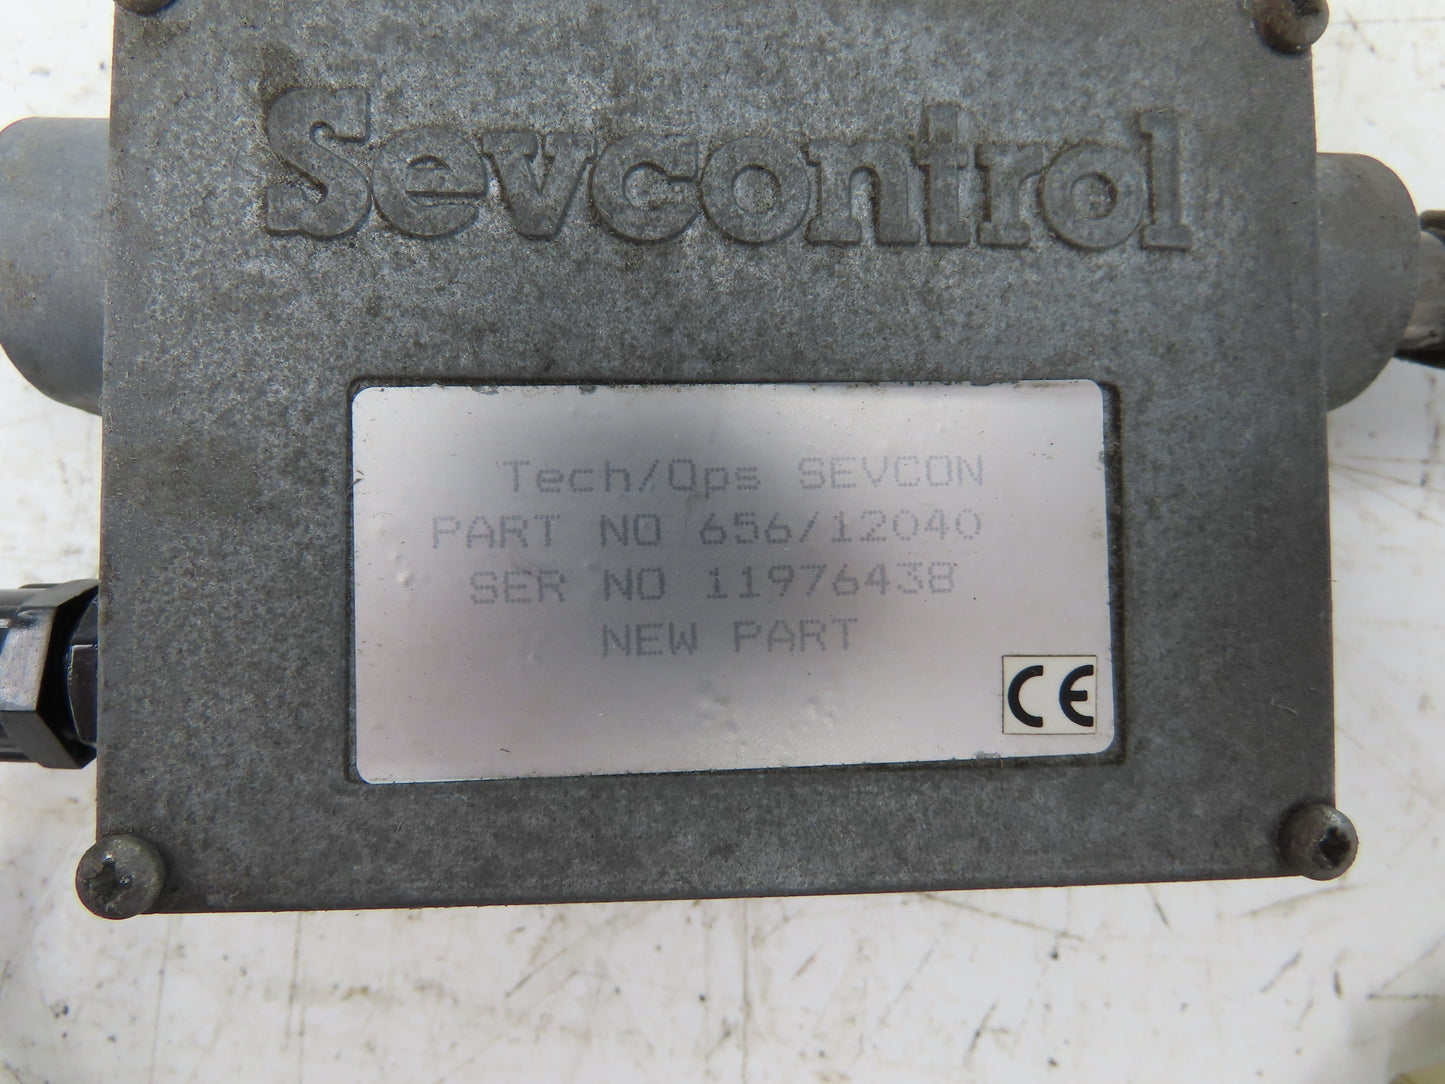 Sevcontrol
Tech/Ops SEVCON
PART NO 656/12040
SER NO 11976438
NEW PART
CE